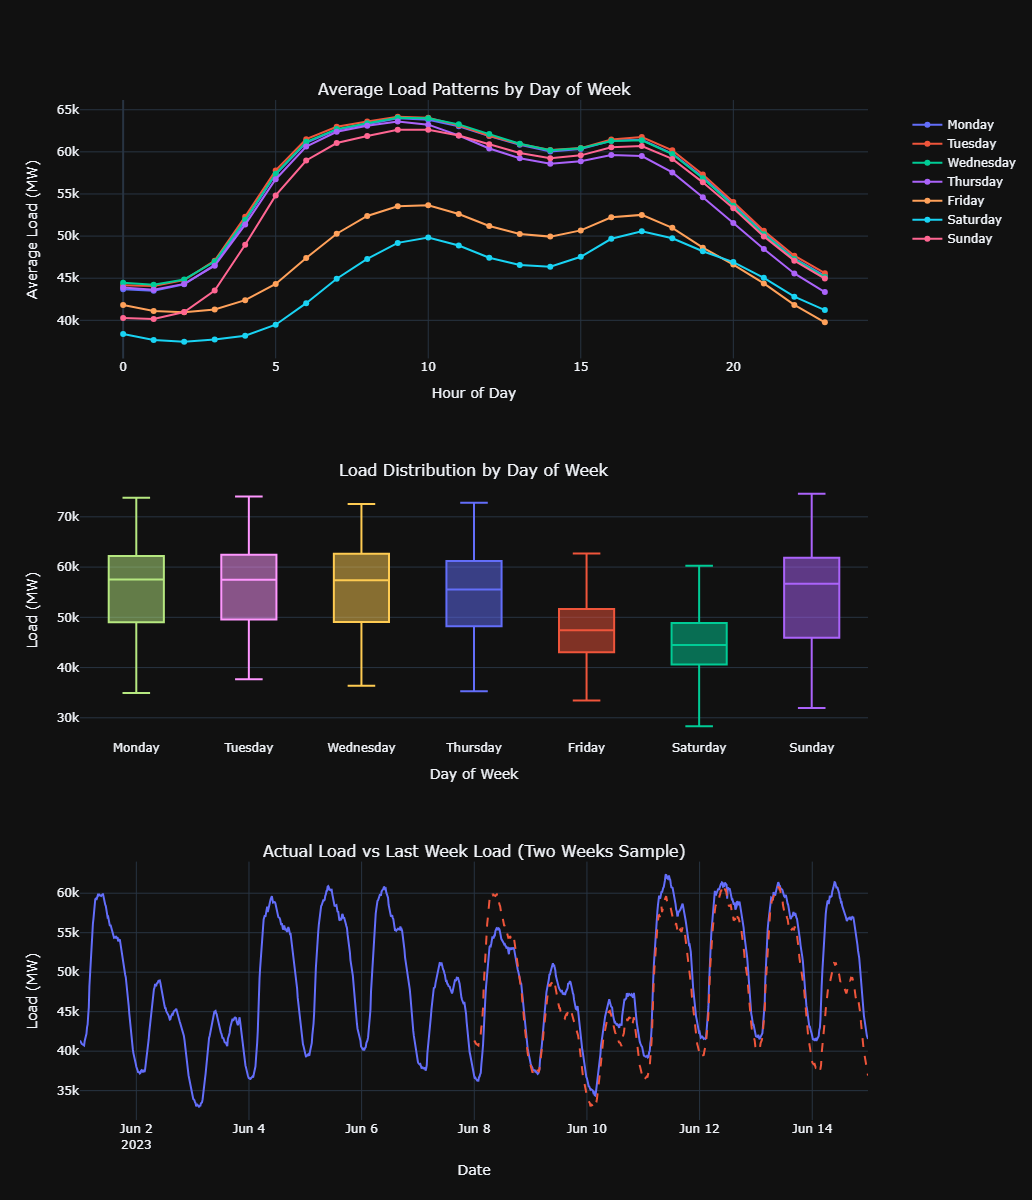 Average Load Patterns by Day of Week
65k
60k
55k
50k
45k
40k
Average Load (MW)
0 5 10 15 20
Hour of Day
Monday
Tuesday
Wednesday
Thursday
Friday
Saturday
Sunday
Load Distribution by Day of Week
70k
60k
50k
40k
30k
Load (MW)
Monday Tuesday Wednesday Thursday Friday Saturday Sunday
Day of Week
Actual Load vs Last Week Load (Two Weeks Sample)
60k
55k
50k
45k
40k
35k
Load (MW)
Jun 2 Jun 4 Jun 6 Jun 8 Jun 10 Jun 12 Jun 14
2023
Date